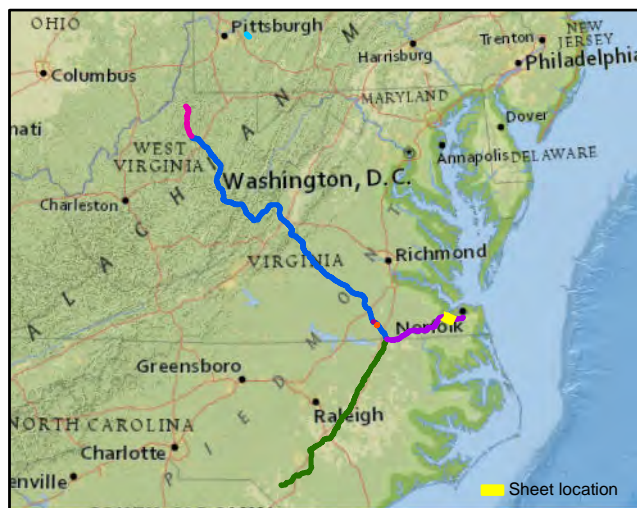 OHIO
Pittsburgh
NEW
JERSEY
Trenton
Harrisburg
Philadelphia
Columbus
MARYLAND
Dover
nati
WEST
VIRGINIA
Annapolis
DELAWARE
Washington, D.C.
Charleston
Richmond
VIRGINIA
Norfolk
Greensboro
Raleigh
NORTH CAROLINA
Charlotte
enville
A L A C H I A N M
P I E D M O N T
Sheet location